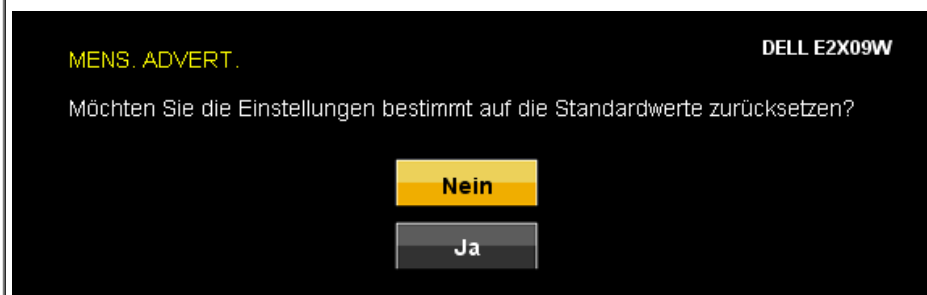 DELL E2X09W
MENS. ADVERT.
Möchten Sie die Einstellungen bestimmt auf die Standardwerte zurücksetzen?
Nein
Ja